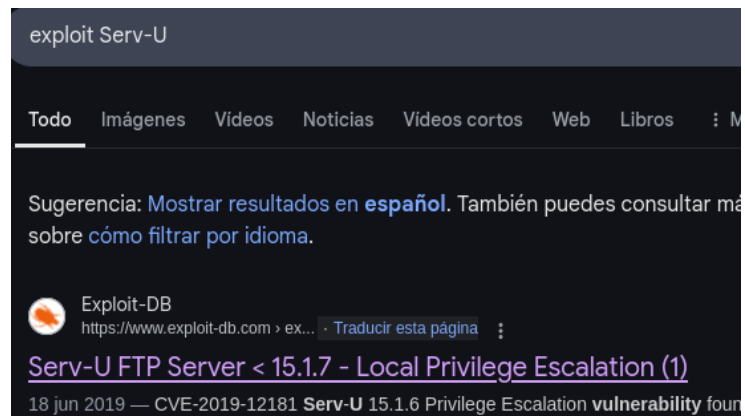 exploit Serv-U
Todo Imágenes Vídeos Noticias Vídeos cortos Web Libros
Sugerencia: Mostrar resultados en español. También puedes consultar
sobre cómo filtrar por idioma.
Exploit-DB
https://www.exploit-db.com › ex... · Traducir esta página
Serv-U FTP Server < 15.1.7 - Local Privilege Escalation (1)
18 jun 2019 — CVE-2019-12181 Serv-U 15.1.6 Privilege Escalation vulnerability